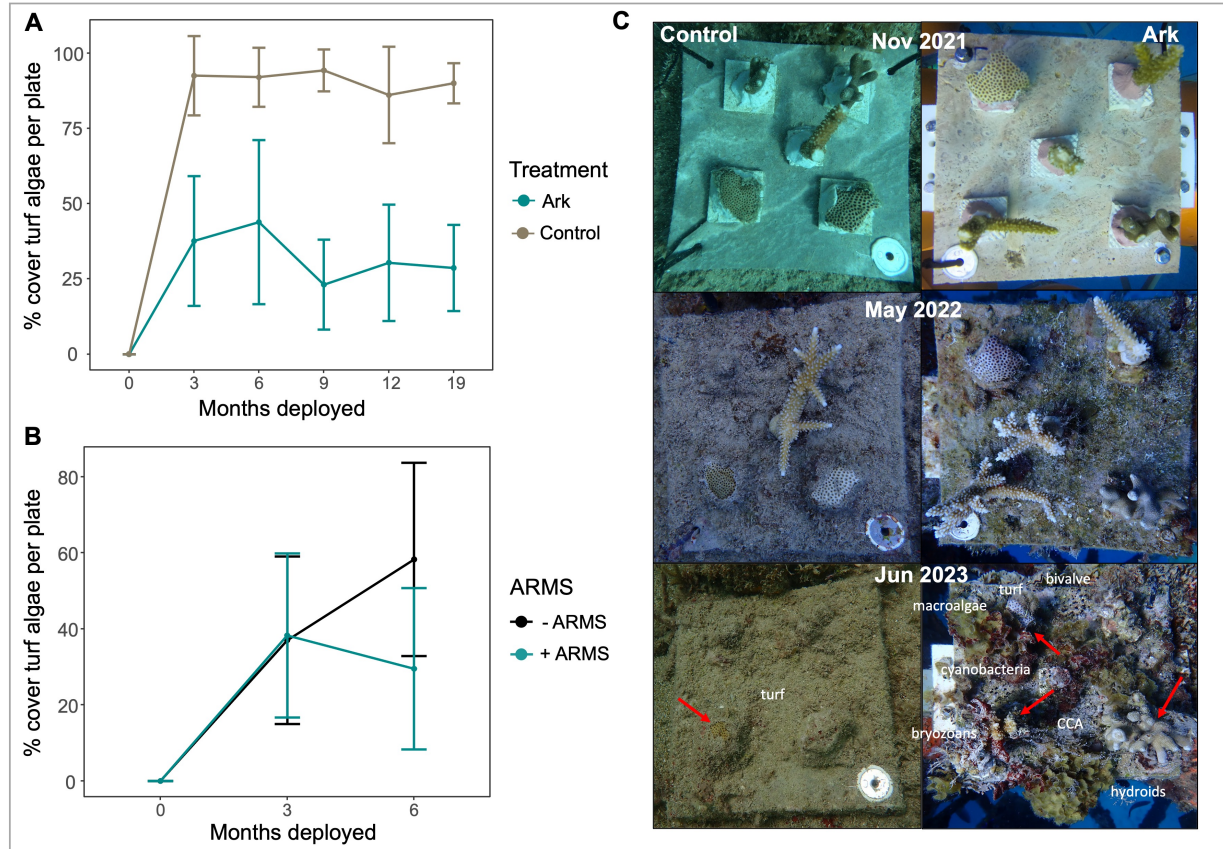 A
% cover turf algae per plate
100
75
50
25
0
0 3 6 9 12 19
Months deployed
Treatment
Ark
Control
B
% cover turf algae per plate
80
60
40
20
0
0 3 6
Months deployed
ARMS
- ARMS
+ ARMS
C
Control
Nov 2021
Ark
May 2022
Jun 2023
turf
bivalve
turf
macroalgae
cyanobacteria
CCA
bryozoans
hydroids